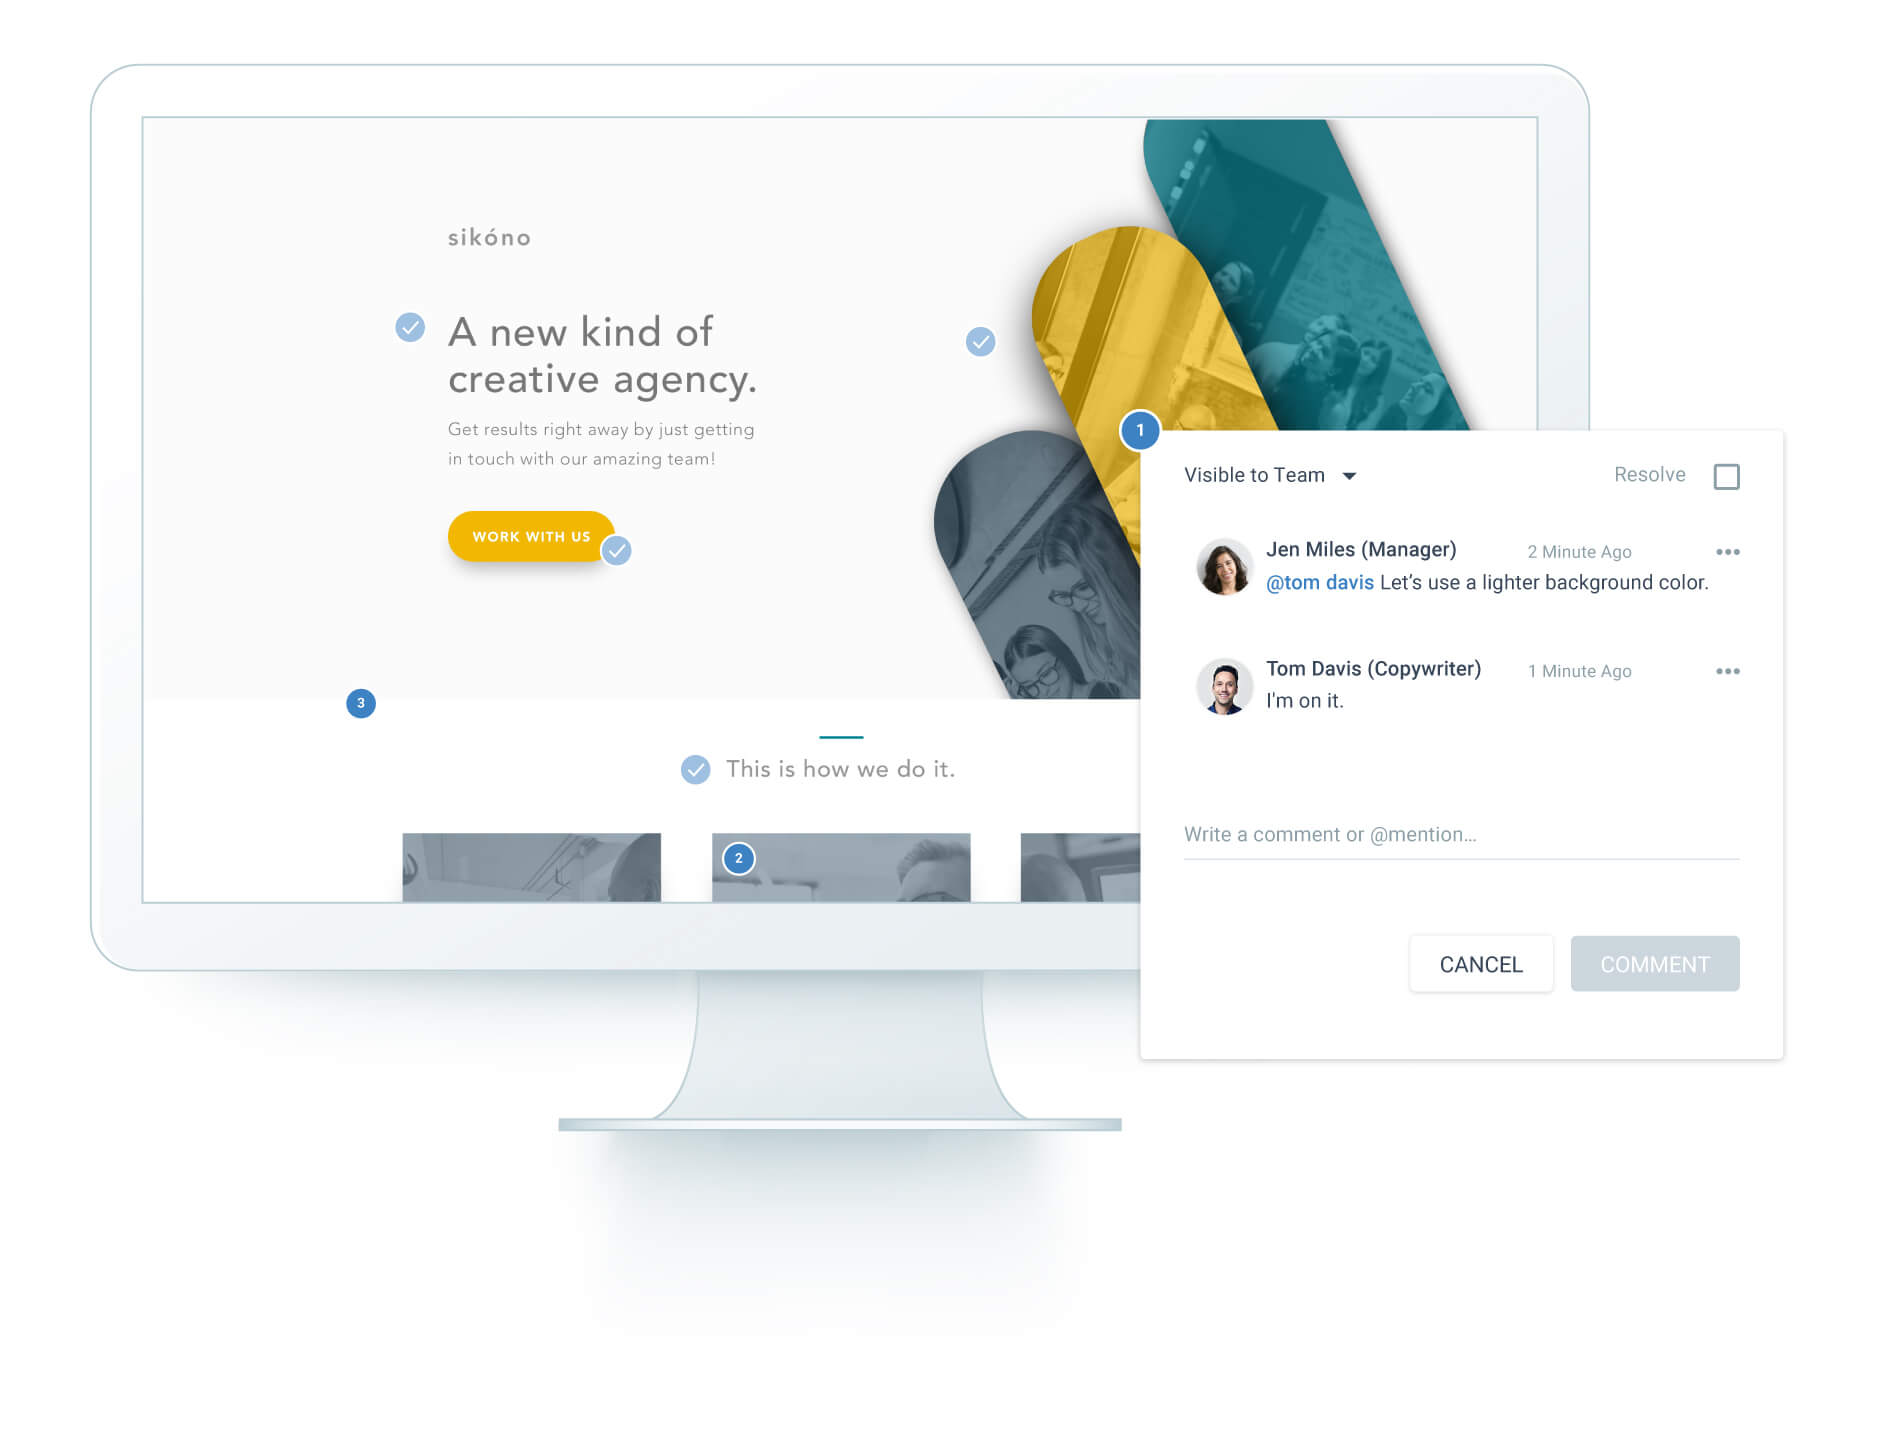 sikóno
A new kind of
creative agency.
Get results right away by just getting
in touch with our amazing team!
WORK WITH US
1
Visible to Team
Resolve
Jen Miles (Manager)
2 Minute Ago
@tom davis Let’s use a lighter background color.
Tom Davis (Copywriter)
1 Minute Ago
I'm on it.
3
This is how we do it.
2
Write a comment or @mention...
CANCEL
COMMENT